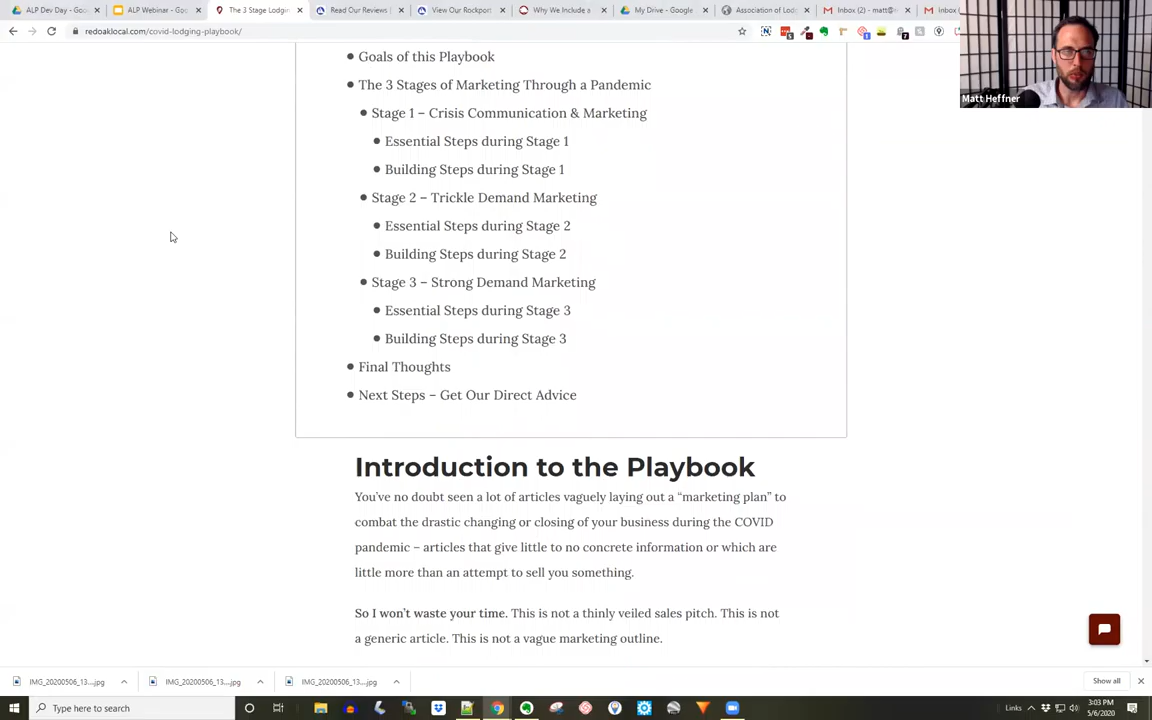 ALP Dev Day - Goo
ALP Webinar - Goo
The 3 Stage Lodgin
Read Our Reviews |
View Our Rockport
Why We Include a
My Drive - Google
Association of Lod
Inbox (2) - matt@r
Inbox
redoaklocal.com/covid-lodging-playbook/
Matt Heffner
Goals of this Playbook
The 3 Stages of Marketing Through a Pandemic
Stage 1 – Crisis Communication & Marketing
Essential Steps during Stage 1
Building Steps during Stage 1
Stage 2 – Trickle Demand Marketing
Essential Steps during Stage 2
Building Steps during Stage 2
Stage 3 – Strong Demand Marketing
Essential Steps during Stage 3
Building Steps during Stage 3
Final Thoughts
Next Steps – Get Our Direct Advice
Introduction to the Playbook
You’ve no doubt seen a lot of articles vaguely laying out a “marketing plan” to
combat the drastic changing or closing of your business during the COVID
pandemic – articles that give little to no concrete information or which are
little more than an attempt to sell you something.
So I won’t waste your time. This is not a thinly veiled sales pitch. This is not
a generic article. This is not a vague marketing outline.
IMG_20200506_13....jpg
IMG_20200506_13....jpg
IMG_20200506_13....jpg
Show all
Type here to search
Links
3:03 PM
5/6/2020